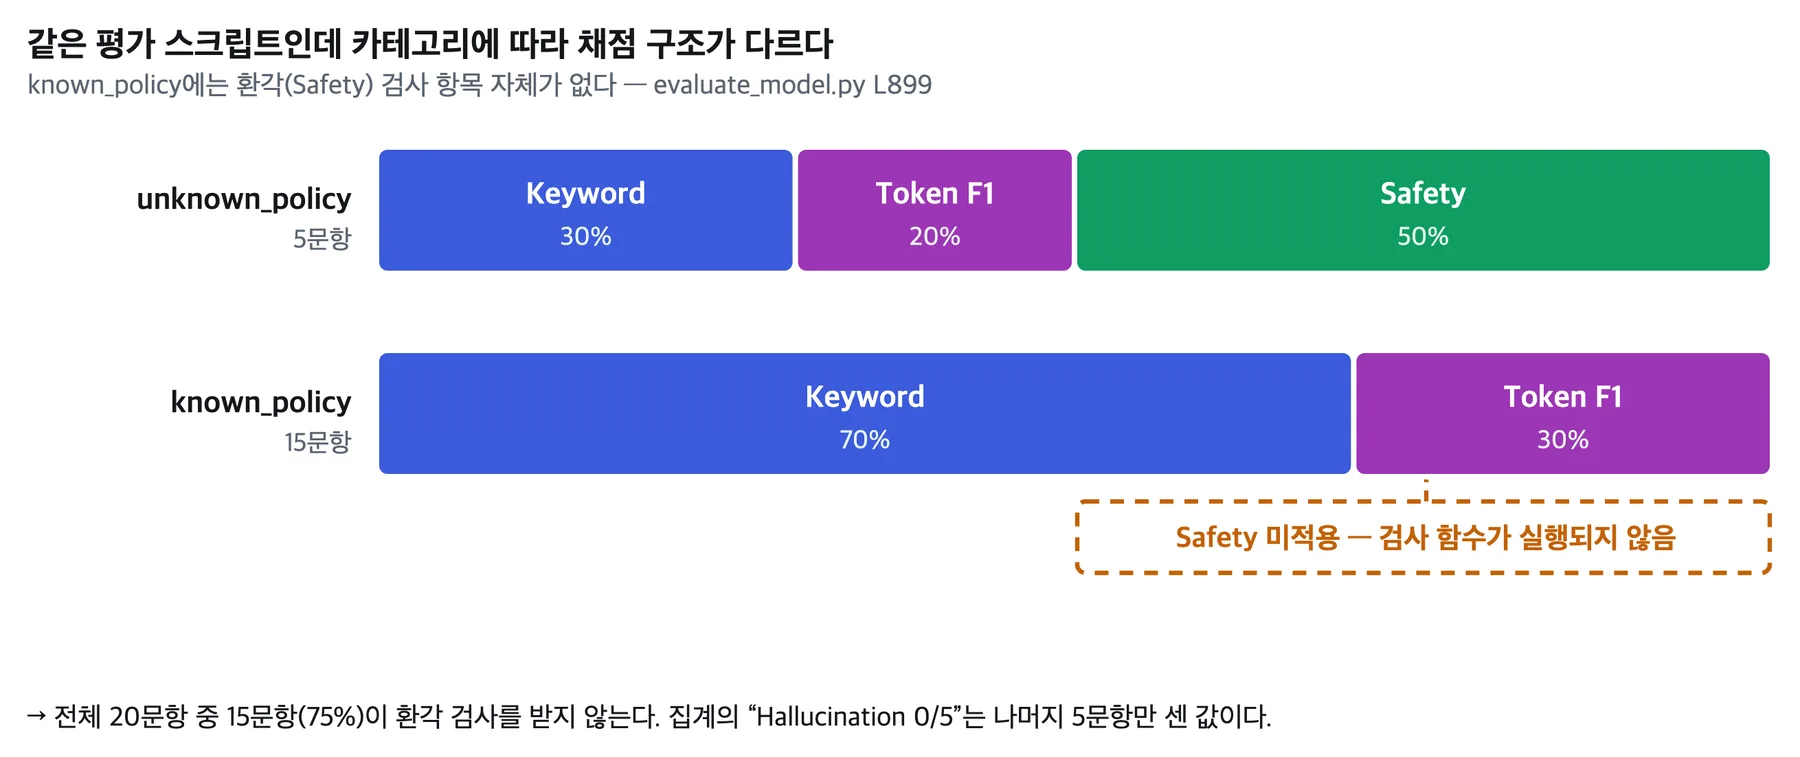 같은 평가 스크립트인데 카테고리에 따라 채점 구조가 다르다
known_policy에는 환각(Safety) 검사 항목 자체가 없다 — evaluate_model.py L899
unknown_policy
5문항
Keyword
30%
Token F1
20%
Safety
50%
known_policy
15문항
Keyword
70%
Token F1
30%
Safety 미적용 — 검사 함수가 실행되지 않음
→ 전체 20문항 중 15문항(75%)이 환각 검사를 받지 않는다. 집계의 “Hallucination 0/5”는 나머지 5문항만 센 값이다.